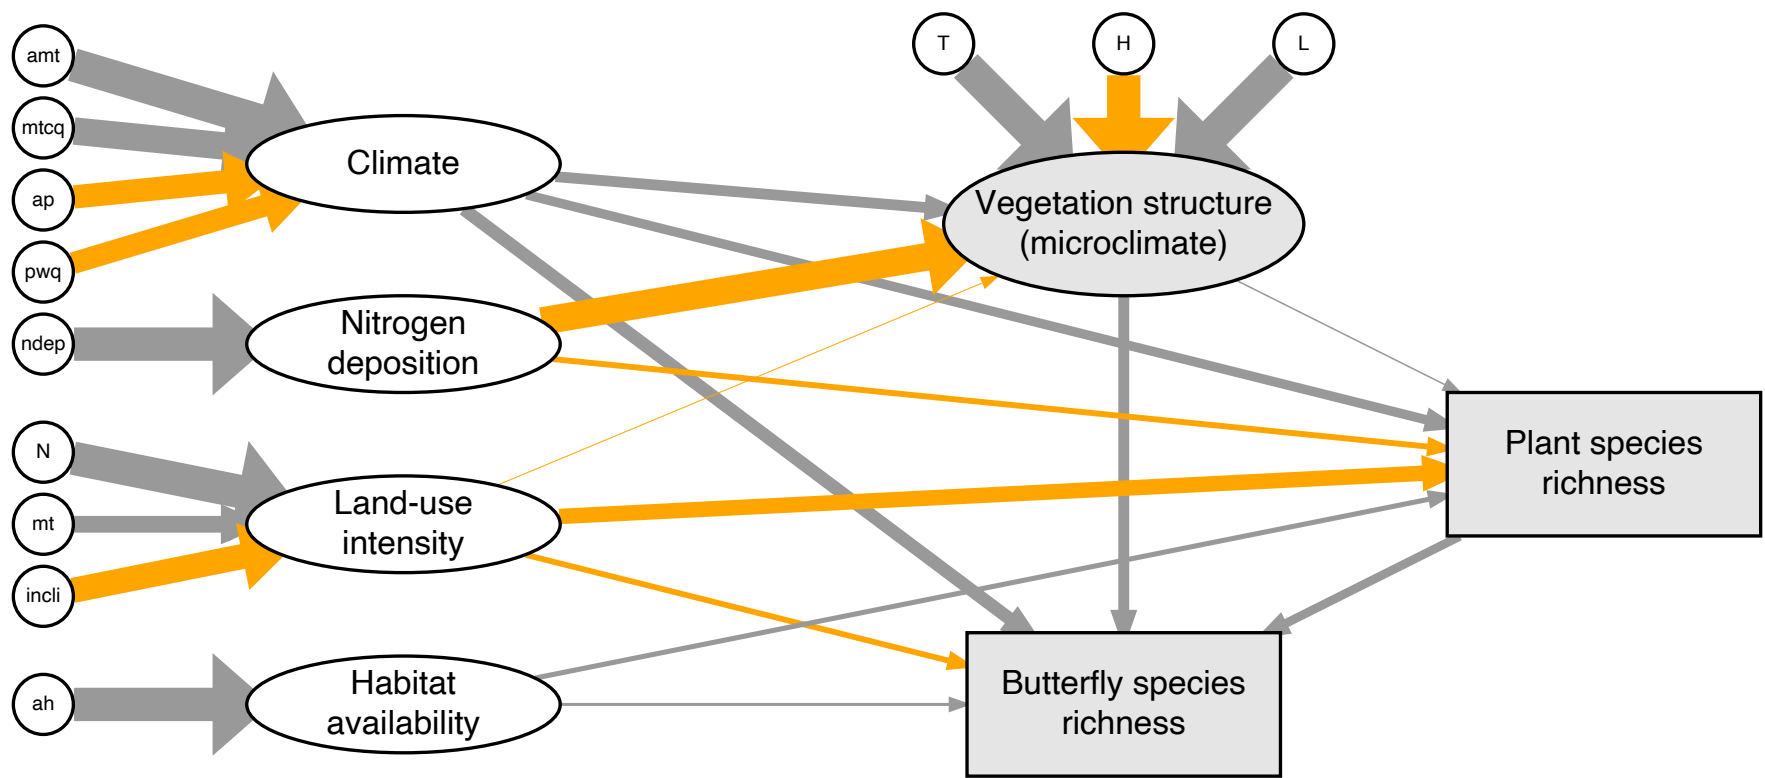 amt
mtcq
ap
pwq
ndep
N
mt
incli
ah
T
H
L
Climate
Nitrogen
deposition
Land-use
intensity
Habitat
availability
Vegetation structure
(microclimate)
Plant species
richness
Butterfly species
richness